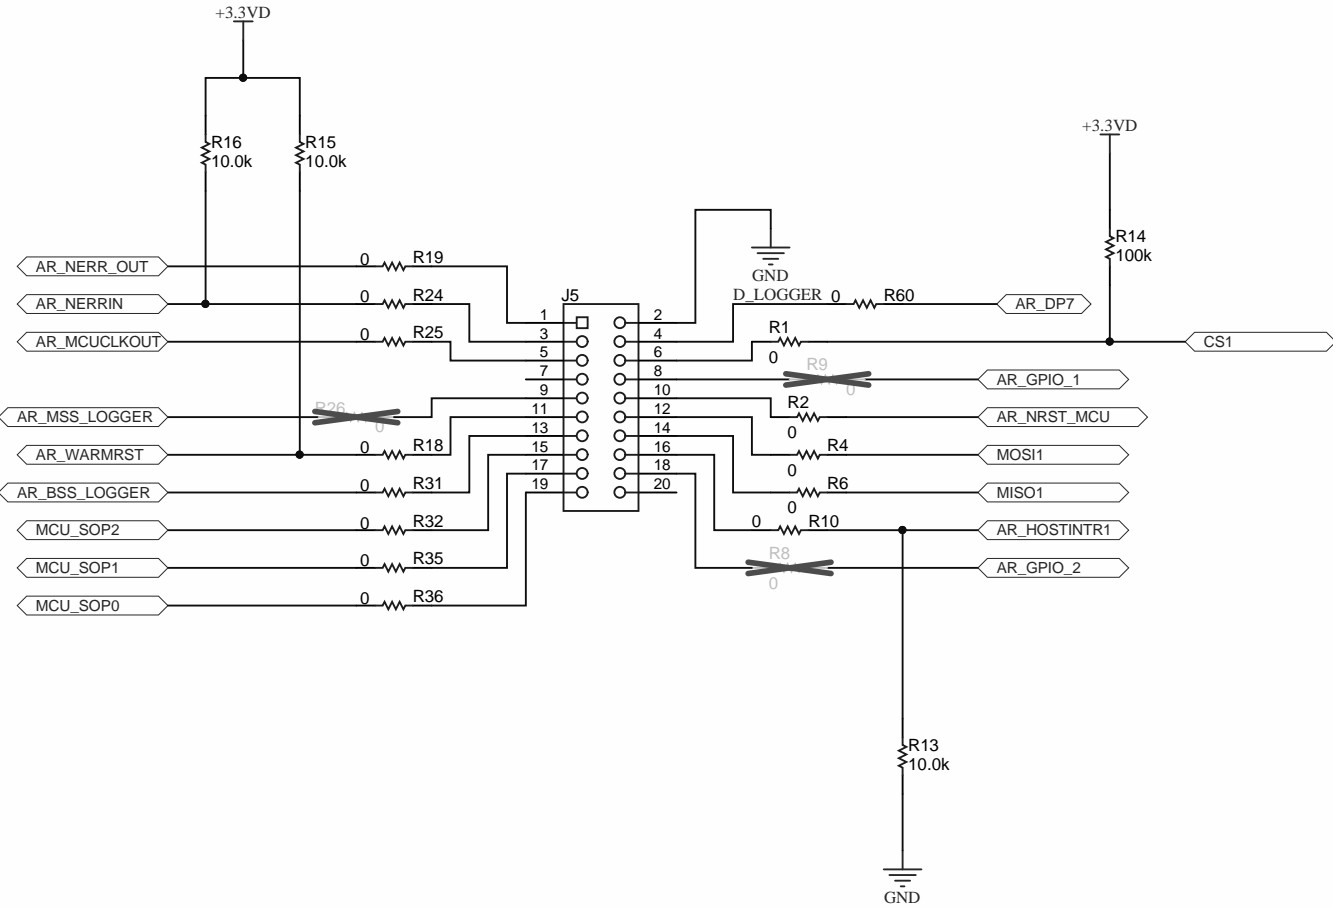 +3.3VD
R16
10.0k
R15
10.0k
+3.3VD
R14
100k
GND
AR_NERR_OUT
0
R19
AR_NERRIN
0
R24
AR_MCUCLKOUT
0
R25
AR_MSS_LOGGER
R26
0
AR_WARMRST
0
R18
AR_BSS_LOGGER
0
R31
MCU_SOP2
0
R32
MCU_SOP1
0
R35
MCU_SOP0
0
R36
J5
1
2
3
4
5
6
7
8
9
10
11
12
13
14
15
16
17
18
19
20
D_LOGGER
0
R60
AR_DP7
R1
0
CS1
R9
0
AR_GPIO_1
R2
0
AR_NRST_MCU
R4
0
MOSI1
R6
0
MISO1
0
R10
AR_HOSTINTR1
R8
0
AR_GPIO_2
R13
10.0k
GND